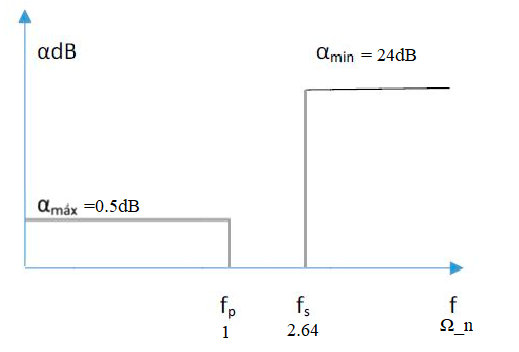 αdB
αmin = 24dB
αmáx =0.5dB
fp fs f
1 2.64 Ω_n